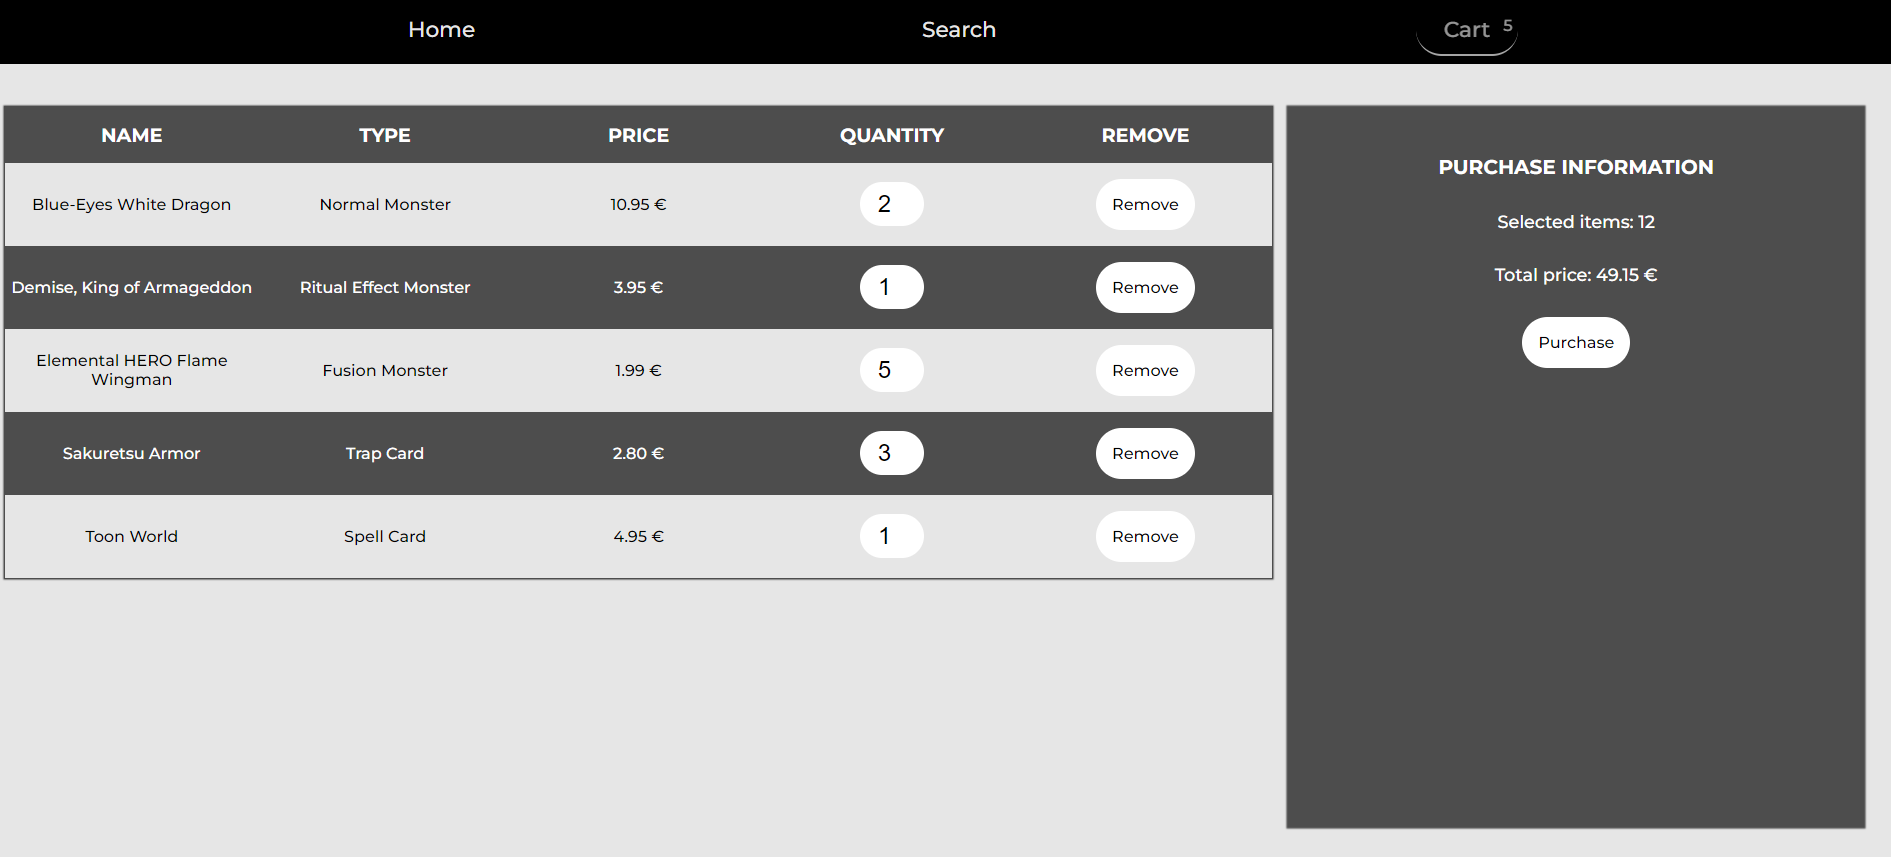 Home Search Cart 5
NAME TYPE PRICE QUANTITY REMOVE
Blue-Eyes White Dragon Normal Monster 10.95 € 2 Remove
Demise, King of Armageddon Ritual Effect Monster 3.95 € 1 Remove
Elemental HERO Flame
Wingman Fusion Monster 1.99 € 5 Remove
Sakuretsu Armor Trap Card 2.80 € 3 Remove
Toon World Spell Card 4.95 € 1 Remove
PURCHASE INFORMATION
Selected items: 12
Total price: 49.15 €
Purchase